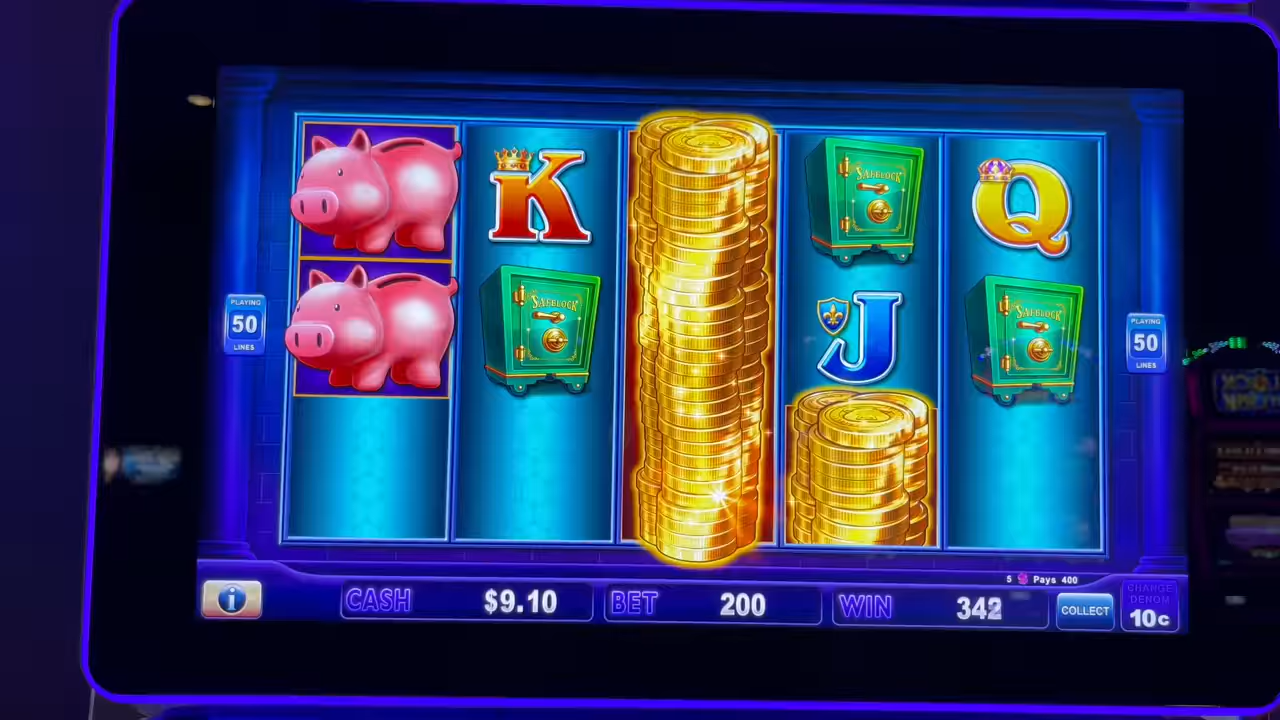 K
SAFELOCK
Q
SAFELOCK
J
SAFELOCK
PLAYING
50
LINES
PLAYING
50
LINES
5 Pays 400
CASH $9.10 BET 200 WIN 342 COLLECT
CHANGE
DENOM
10¢